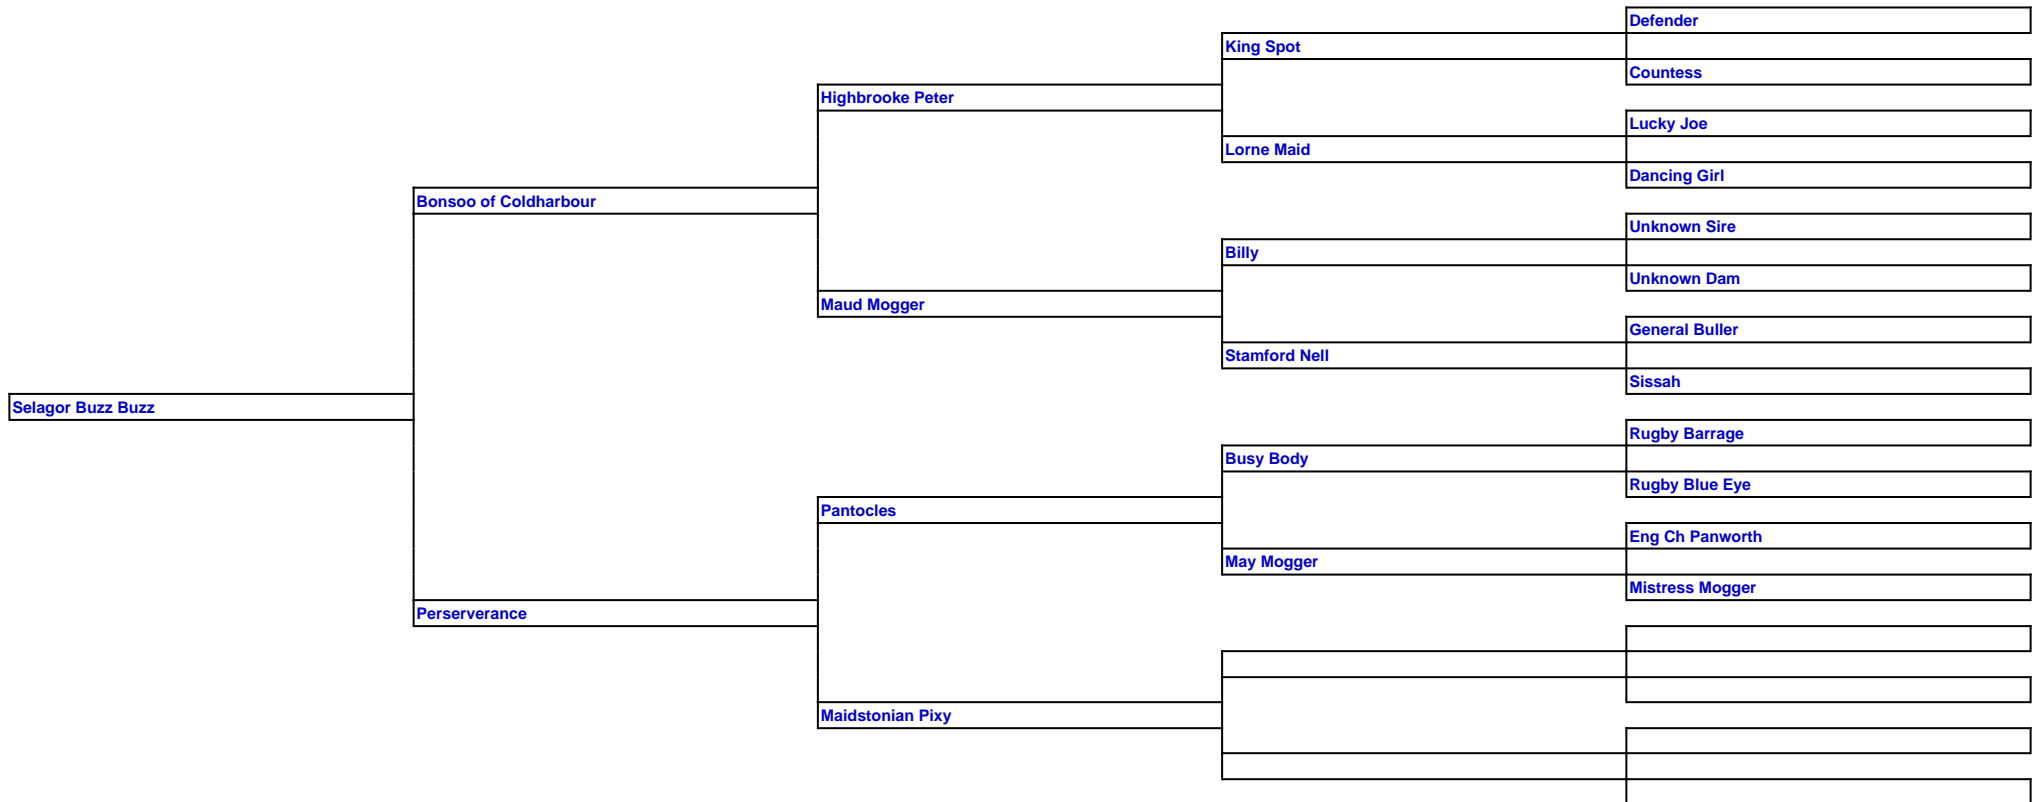 Defender
King Spot
Countess
Highbrooke Peter
Lucky Joe
Lorne Maid
Dancing Girl
Bonsoo of Coldharbour
Unknown Sire
Billy
Unknown Dam
Maud Mogger
General Buller
Stamford Nell
Sissah
Selagor Buzz Buzz
Rugby Barrage
Busy Body
Rugby Blue Eye
Pantocles
Eng Ch Panworth
May Mogger
Mistress Mogger
Perserverance
Maidstonian Pixy